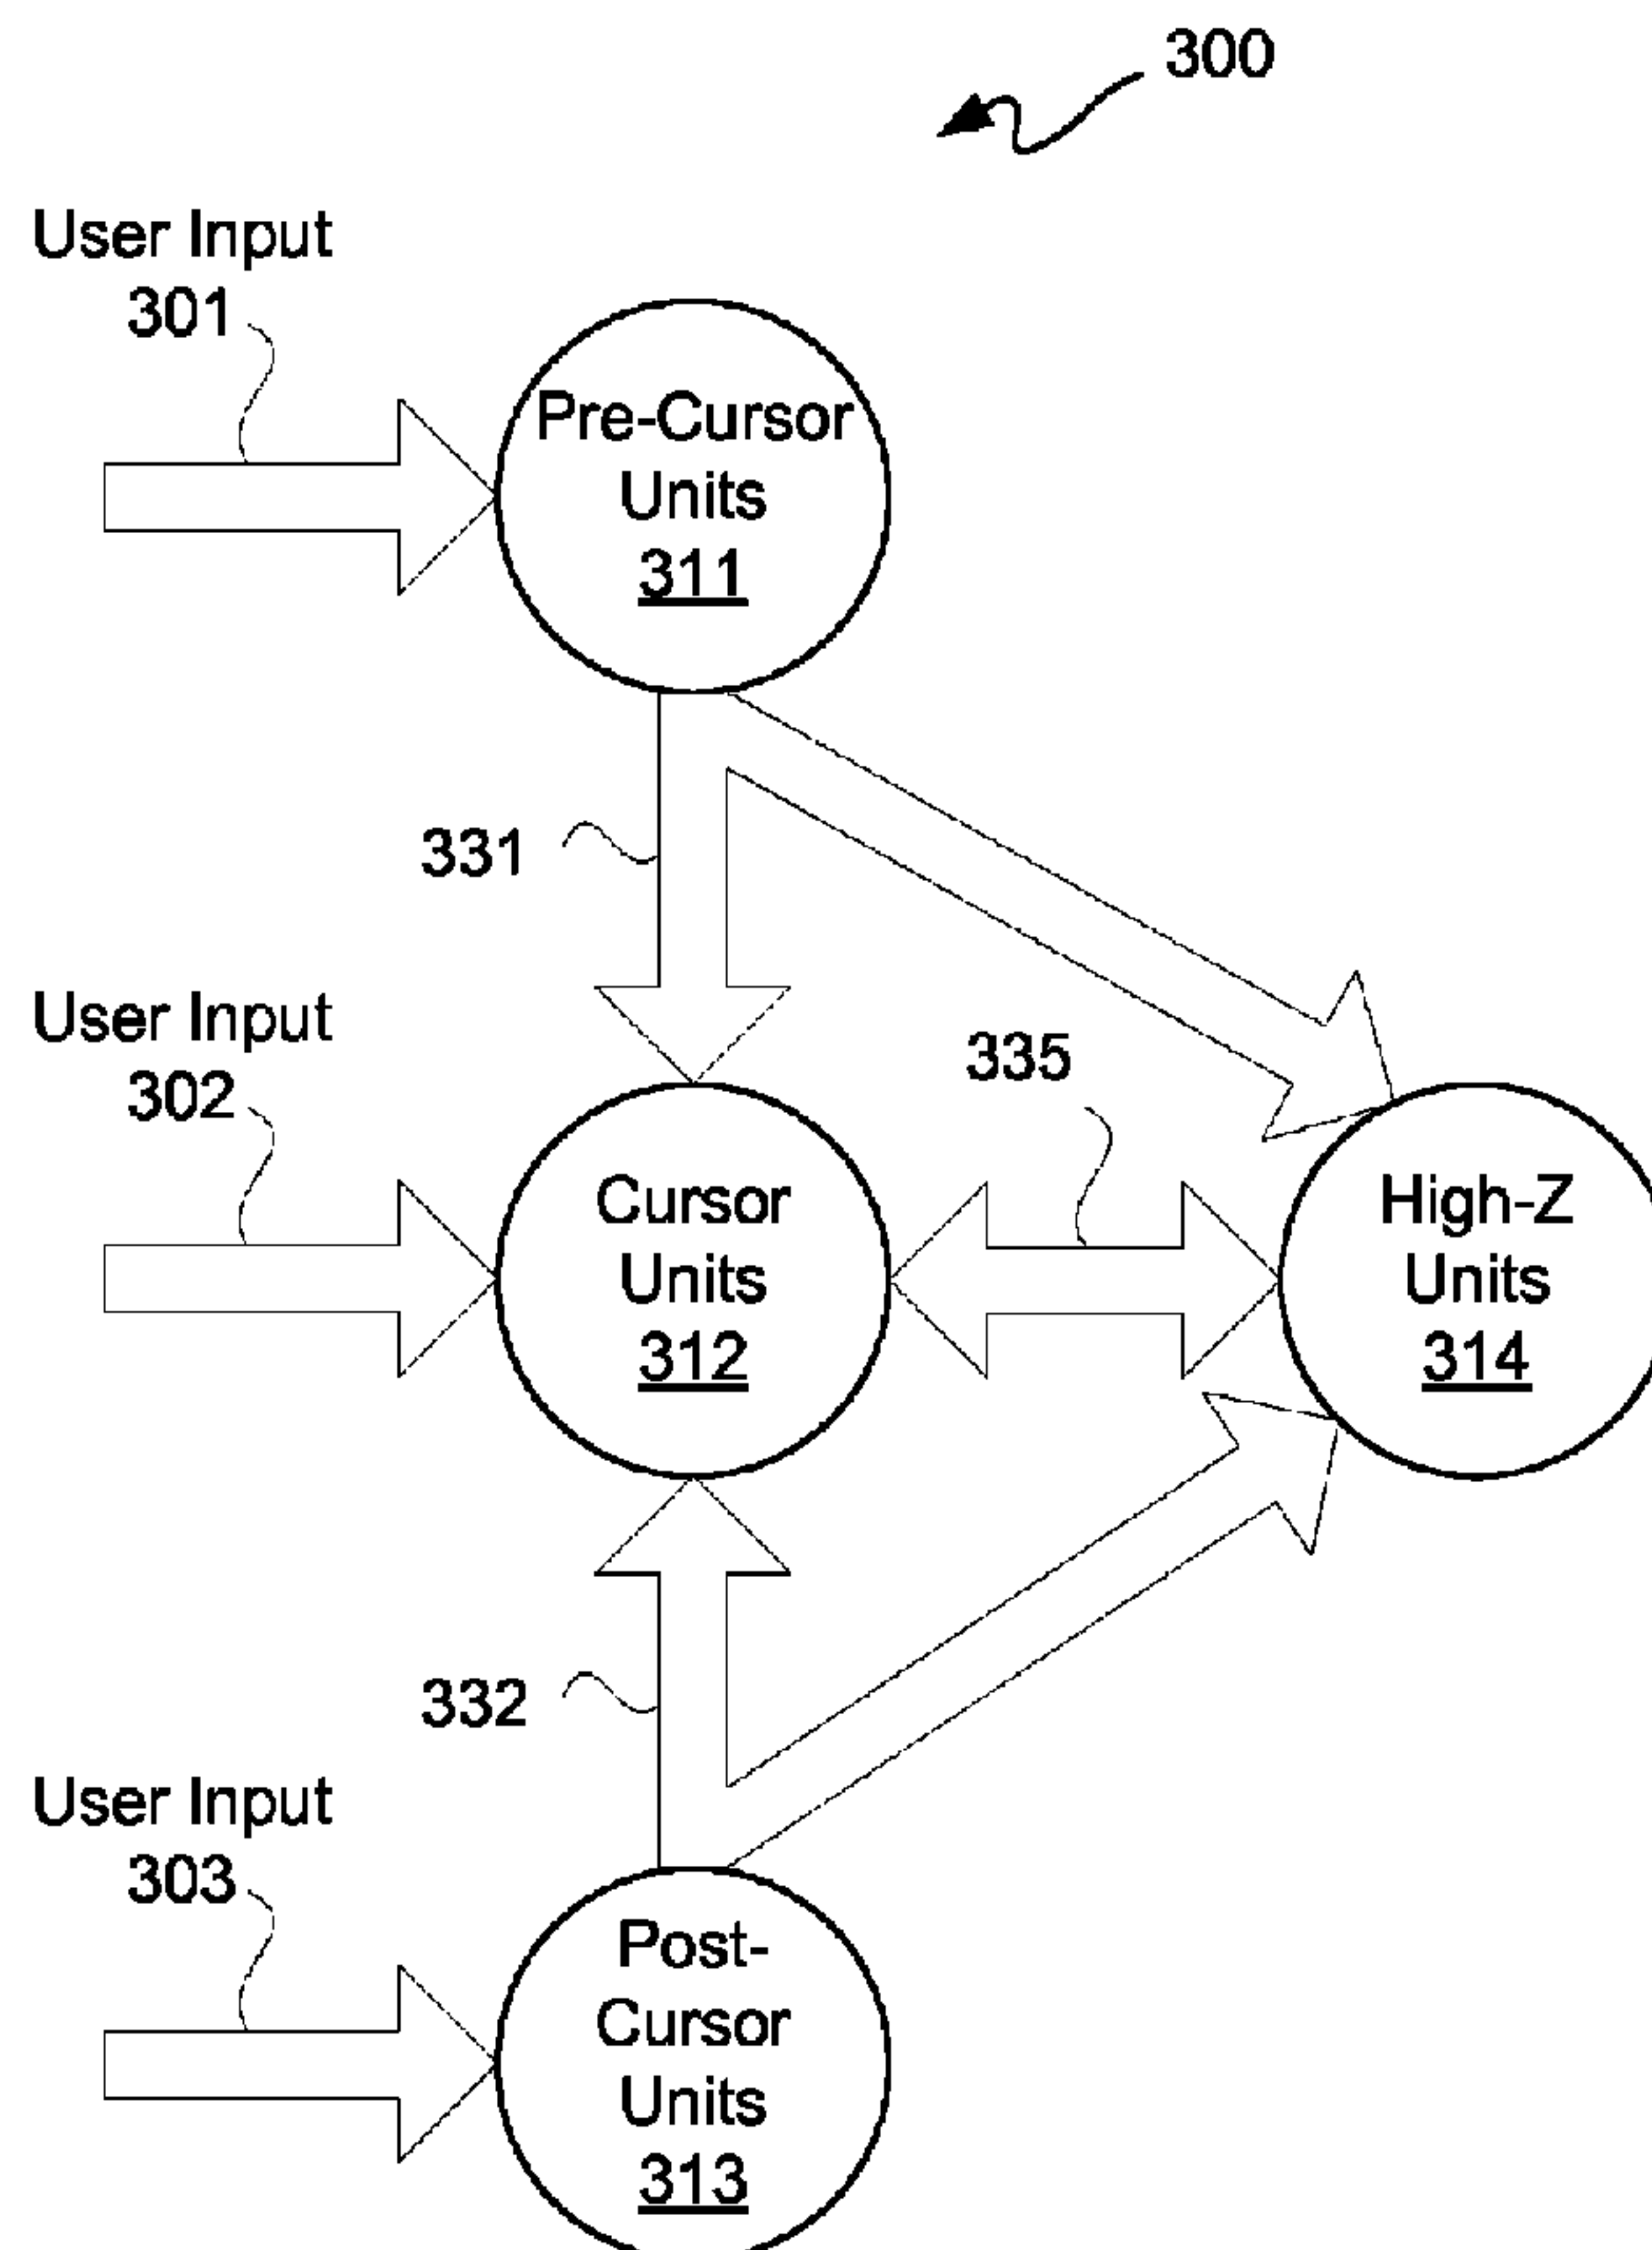 300
User Input
301
Pre-Cursor
Units
311
331
User Input
302
335
Cursor
Units
312
High-Z
Units
314
332
User Input
303
Post-
Cursor
Units
313